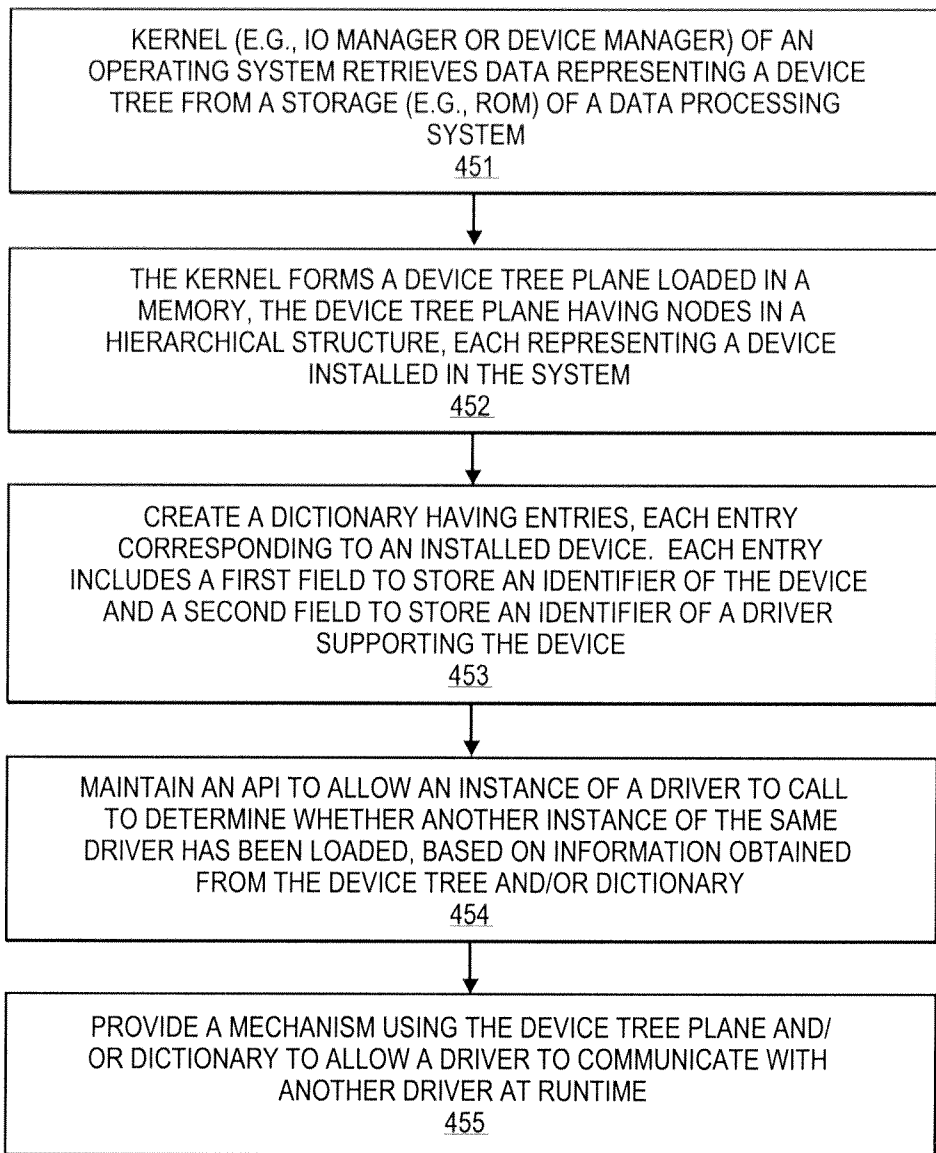 KERNEL (E.G., IO MANAGER OR DEVICE MANAGER) OF AN
OPERATING SYSTEM RETRIEVES DATA REPRESENTING A DEVICE
TREE FROM A STORAGE (E.G., ROM) OF A DATA PROCESSING
SYSTEM
451
THE KERNEL FORMS A DEVICE TREE PLANE LOADED IN A
MEMORY, THE DEVICE TREE PLANE HAVING NODES IN A
HIERARCHICAL STRUCTURE, EACH REPRESENTING A DEVICE
INSTALLED IN THE SYSTEM
452
CREATE A DICTIONARY HAVING ENTRIES, EACH ENTRY
CORRESPONDING TO AN INSTALLED DEVICE. EACH ENTRY
INCLUDES A FIRST FIELD TO STORE AN IDENTIFIER OF THE DEVICE
AND A SECOND FIELD TO STORE AN IDENTIFIER OF A DRIVER
SUPPORTING THE DEVICE
453
MAINTAIN AN API TO ALLOW AN INSTANCE OF A DRIVER TO CALL
TO DETERMINE WHETHER ANOTHER INSTANCE OF THE SAME
DRIVER HAS BEEN LOADED, BASED ON INFORMATION OBTAINED
FROM THE DEVICE TREE AND/OR DICTIONARY
454
PROVIDE A MECHANISM USING THE DEVICE TREE PLANE AND/
OR DICTIONARY TO ALLOW A DRIVER TO COMMUNICATE WITH
ANOTHER DRIVER AT RUNTIME
455